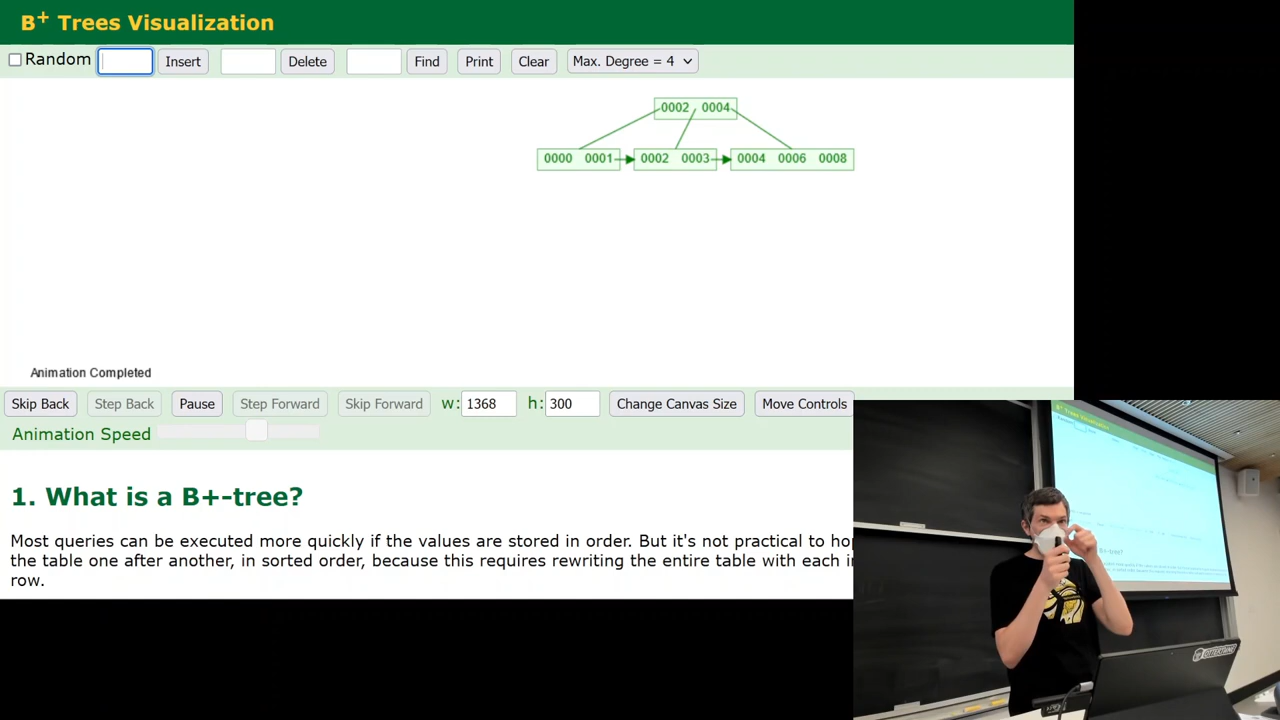 B+ Trees Visualization
Random Insert Delete Find Print Clear Max. Degree = 4
0002 0004
0000 0001 0002 0003 0004 0006 0008
Animation Completed
Skip Back Step Back Pause Step Forward Skip Forward w: 1368 h: 300 Change Canvas Size Move Controls
Animation Speed
1. What is a B+-tree?
Most queries can be executed more quickly if the values are stored in order. But it's not practical to ho
the table one after another, in sorted order, because this requires rewriting the entire table with each i
row.
B+ Trees Visualization
OTTERTUNE